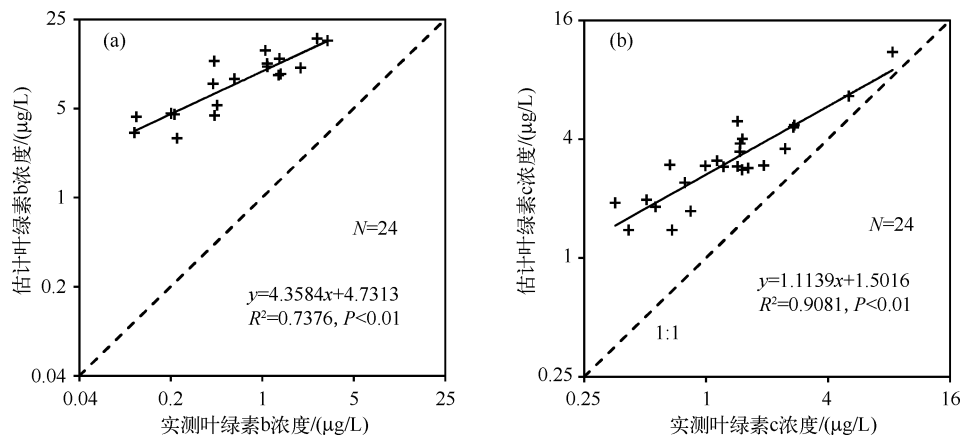 (a)
25
5
1
0.2
0.04
0.04
0.2
1
5
25
估计叶绿素b浓度/(μg/L)
实测叶绿素b浓度/(μg/L)
N=24
y=4.3584x+4.7313
R²=0.7376, P<0.01
(b)
16
4
1
0.25
0.25
1
4
16
估计叶绿素c浓度/(μg/L)
实测叶绿素c浓度/(μg/L)
N=24
y=1.1139x+1.5016
R²=0.9081, P<0.01
1:1